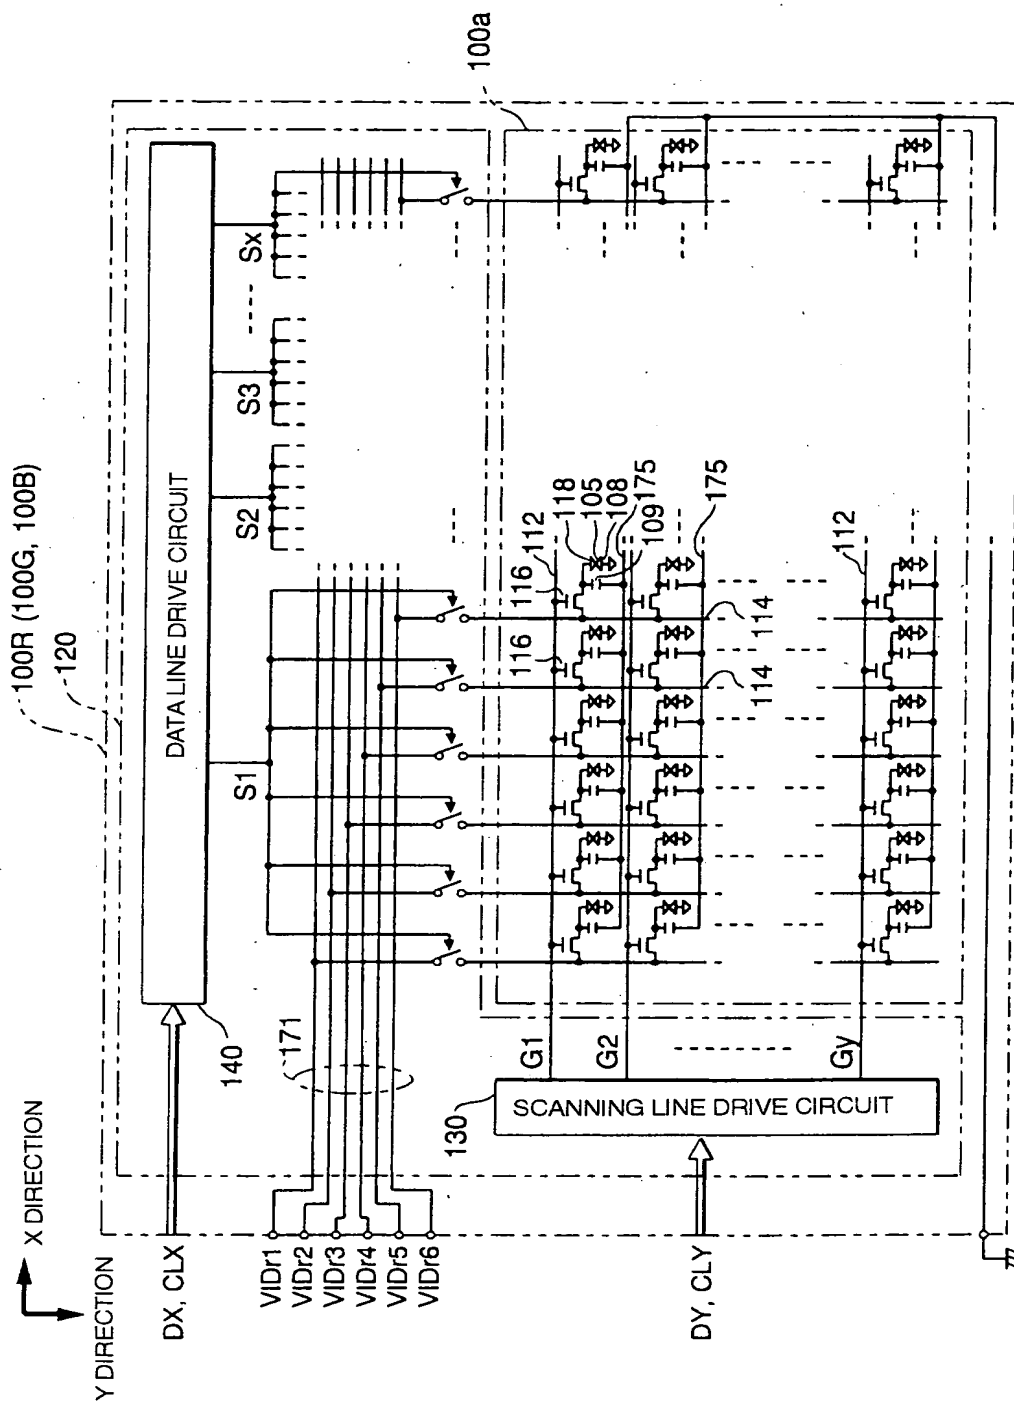 100R (100G, 100B)
120
X DIRECTION
Y DIRECTION
DX, CLX
140
DATA LINE DRIVE CIRCUIT
S1
S2
S3
Sx
100a
171
VIDr1
VIDr2
VIDr3
VIDr4
VIDr5
VIDr6
116
116
112
118
105
108
109
175
175
112
114
114
G1
G2
Gy
130
SCANNING LINE DRIVE CIRCUIT
DY, CLY